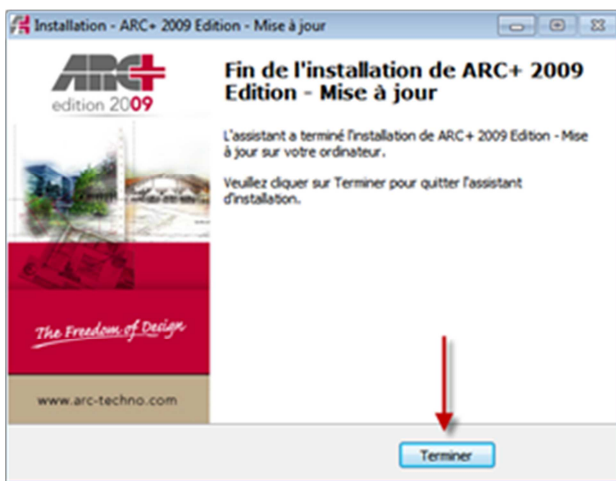 Installation - ARC+ 2009 Edition - Mise à jour
ARC+
edition 2009
Fin de l'installation de ARC+ 2009
Edition - Mise à jour
L'assistant a terminé l'installation de ARC+ 2009 Edition - Mise
à jour sur votre ordinateur.
Veuillez cliquer sur Terminer pour quitter l'assistant
d'installation.
The Freedom of Design
www.arc-techno.com
Terminer